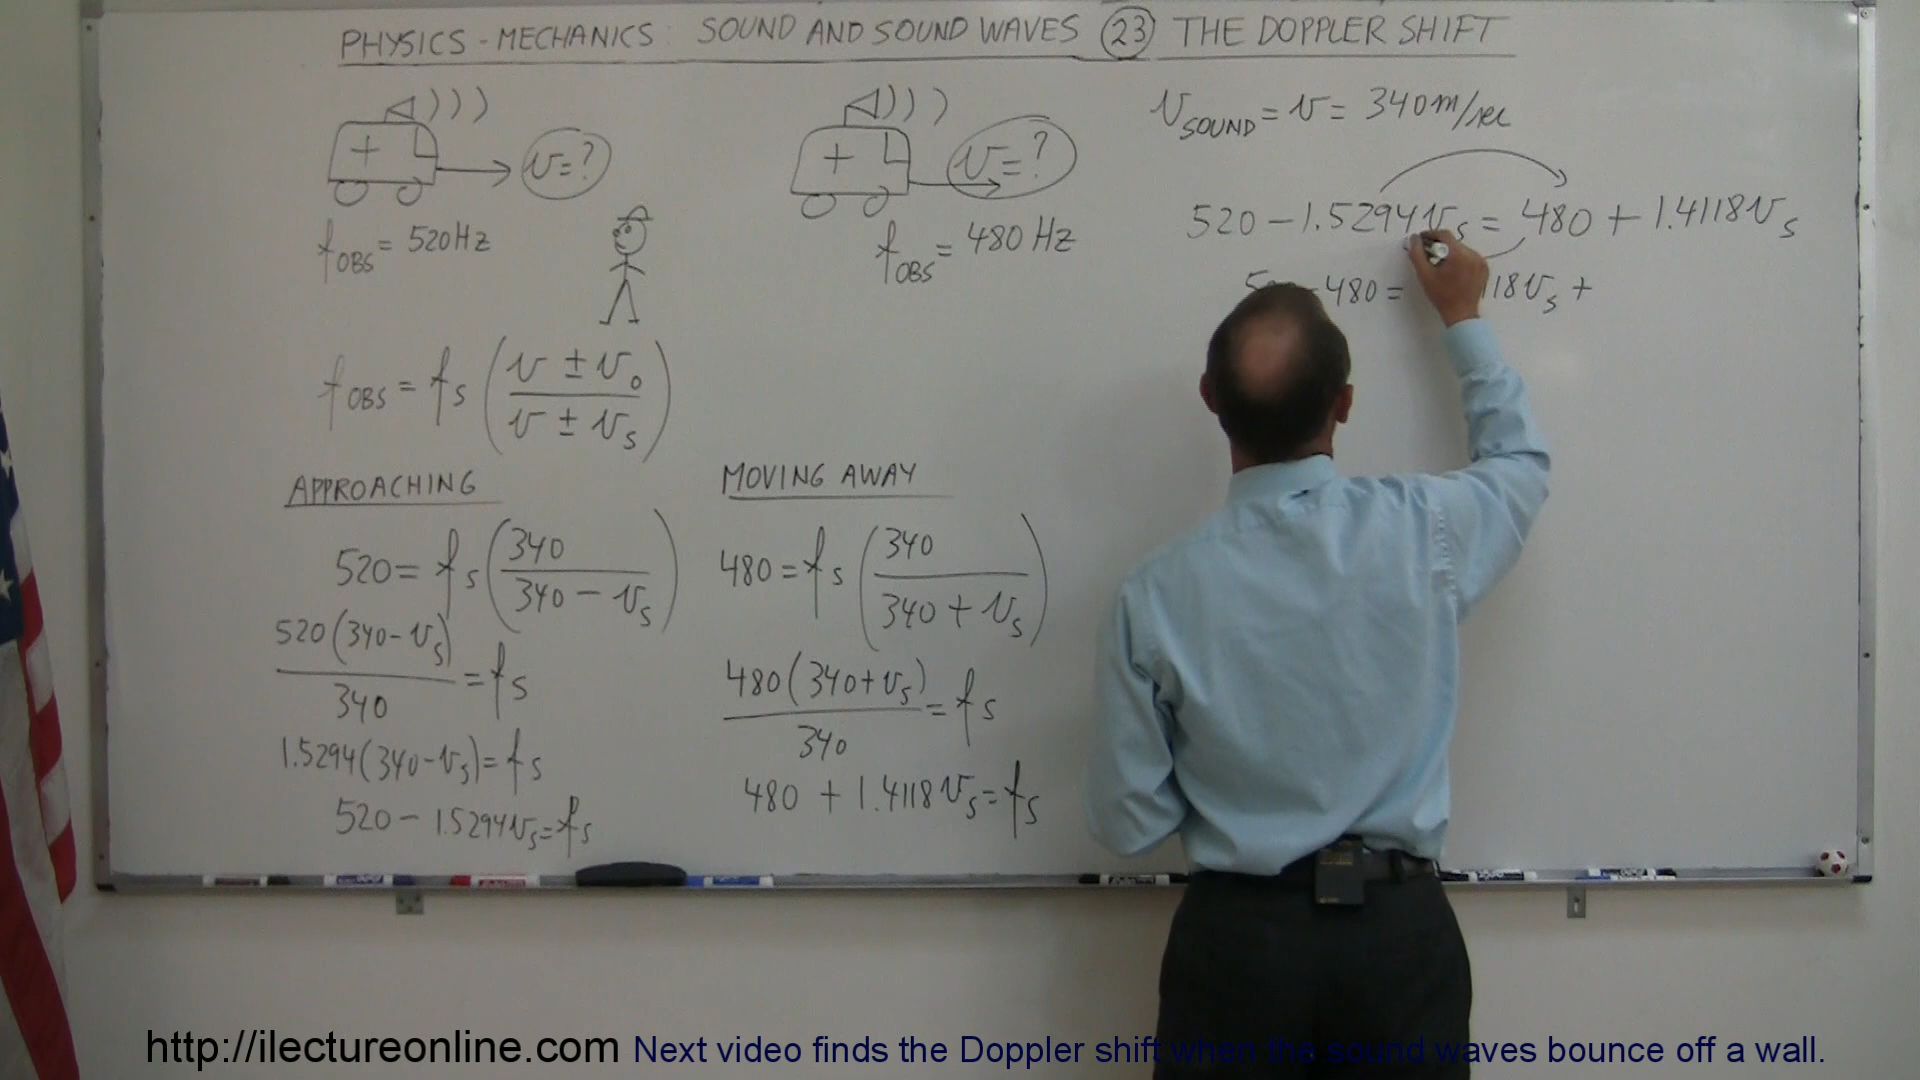 PHYSICS - MECHANICS: SOUND AND SOUND WAVES (23) THE DOPPLER SHIFT
v = ?
f_OBS = 520 Hz
v = ?
f_OBS = 480 Hz
v_SOUND = v = 340 m/sec
520 - 1.5294v_s = 480 + 1.4118v_s
- 480 = 118v_s +
f_OBS = f_s (v ± v_o / v ± v_s)
APPROACHING
520 = f_s (340 / 340 - v_s)
520(340 - v_s) / 340 = f_s
1.5294(340 - v_s) = f_s
520 - 1.5294v_s = f_s
MOVING AWAY
480 = f_s (340 / 340 + v_s)
480(340 + v_s) / 340 = f_s
480 + 1.4118v_s = f_s
http://ilectureonline.com Next video finds the Doppler shift when the sound waves bounce off a wall.